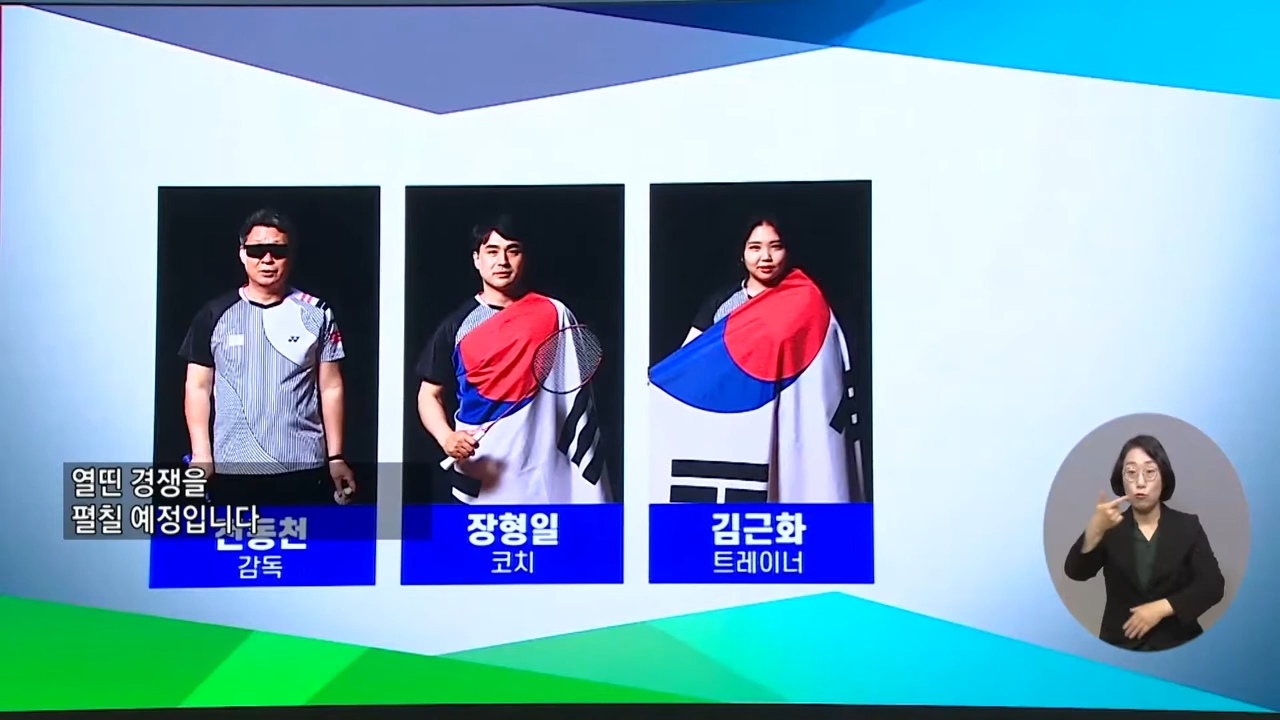 열띤 경쟁을
펼칠 예정입니다
감독
장형일
코치
김근화
트레이너